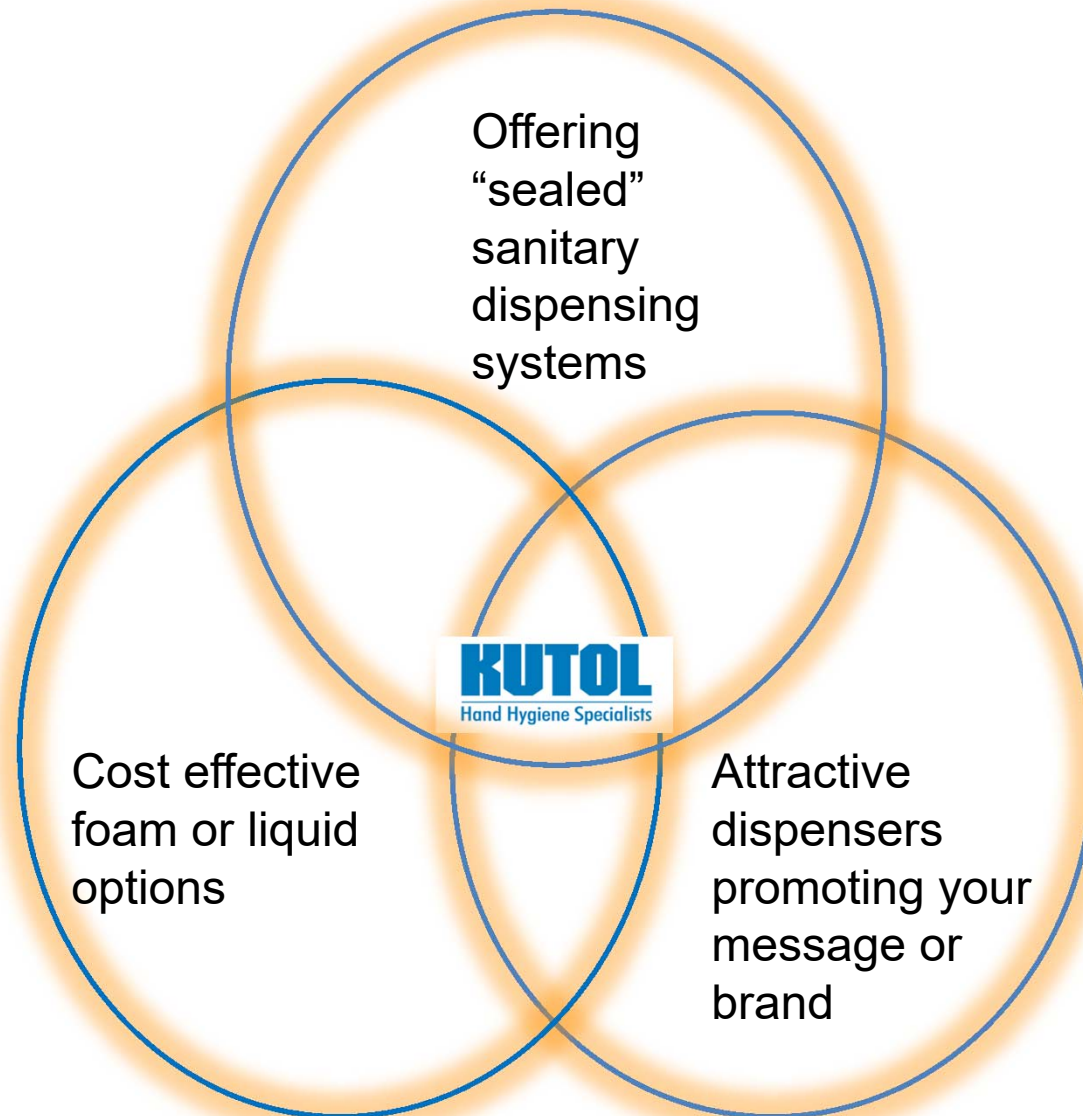 Offering
“sealed”
sanitary
dispensing
systems
KUTOL
Hand Hygiene Specialists
Cost effective
foam or liquid
options
Attractive
dispensers
promoting your
message or
brand